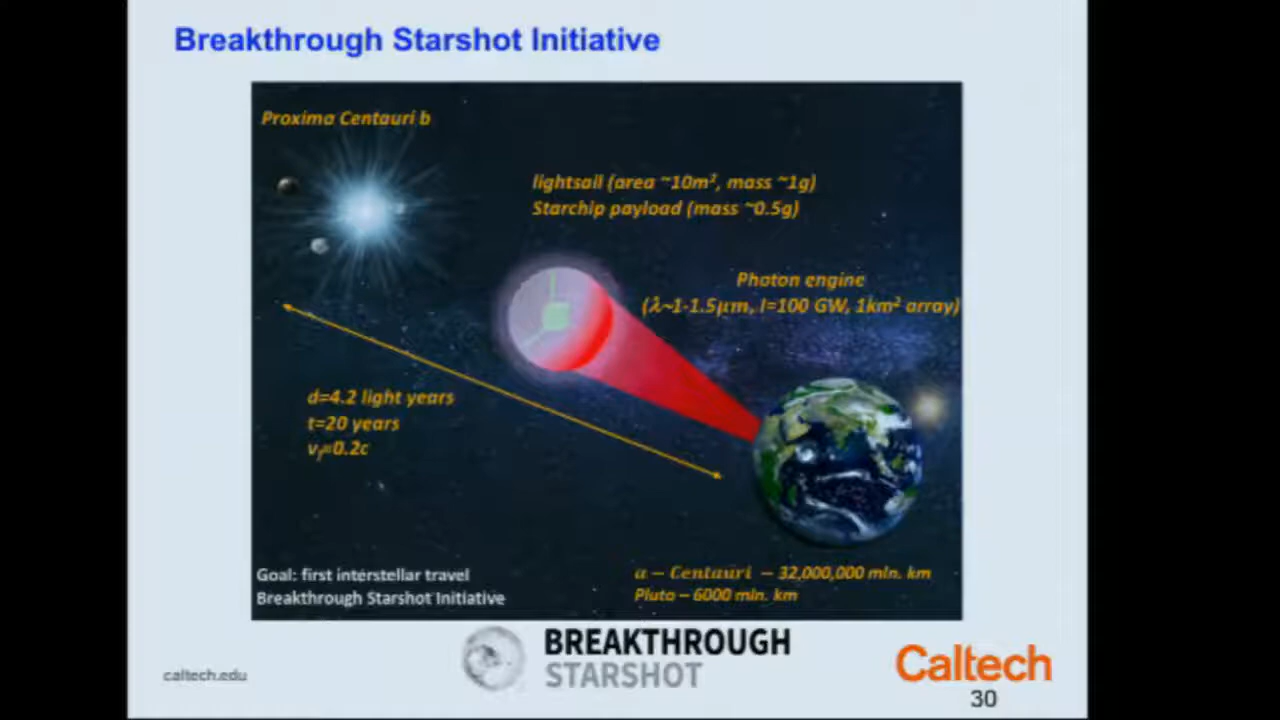 Breakthrough Starshot Initiative
Proxima Centauri b
lightsail (area ~10m², mass ~1g)
Starchip payload (mass ~0.5g)
Photon engine
(λ~1-1.5μm, I=100 GW, 1km² array)
d=4.2 light years
t=20 years
v_f=0.2c
Goal: first interstellar travel
Breakthrough Starshot Initiative
α – Centauri – 32,000,000 mln. km
Pluto – 6000 mln. km
BREAKTHROUGH
STARSHOT
caltech.edu
Caltech
30